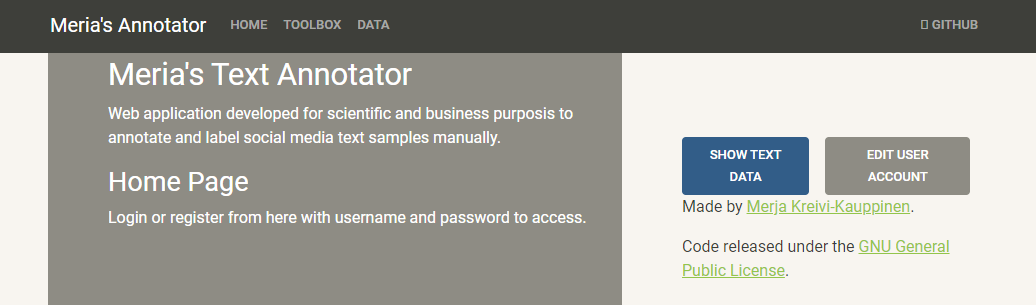 Meria's Annotator HOME TOOLBOX DATA GITHUB
Meria's Text Annotator
Web application developed for scientific and business purposis to
annotate and label social media text samples manually.
Home Page
Login or register from here with username and password to access.
SHOW TEXT
DATA
EDIT USER
ACCOUNT
Made by Merja Kreivi-Kauppinen.
Code released under the GNU General
Public License.